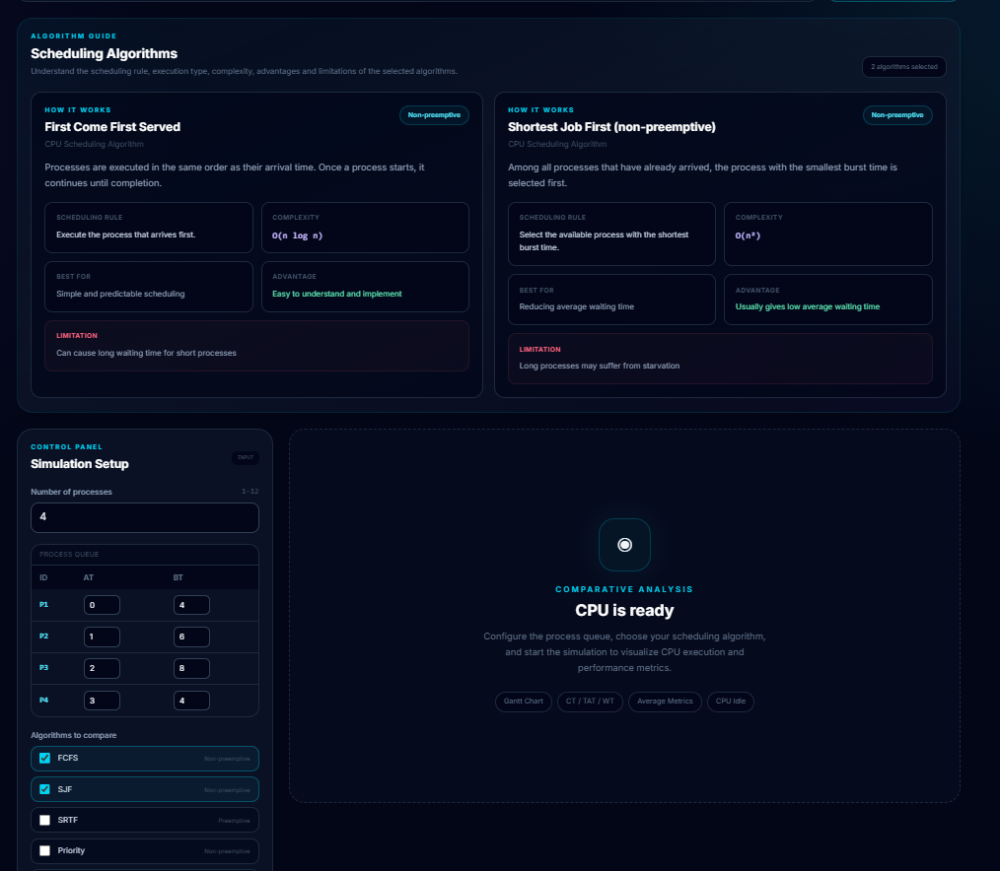 ALGORITHM GUIDE
Scheduling Algorithms
Understand the scheduling rule, execution type, complexity, advantages and limitations of the selected algorithms.
2 algorithms selected
HOW IT WORKS
Non-preemptive
First Come First Served
CPU Scheduling Algorithm
Processes are executed in the same order as their arrival time. Once a process starts, it
continues until completion.
SCHEDULING RULE
Execute the process that arrives first.
COMPLEXITY
O(n log n)
BEST FOR
Simple and predictable scheduling
ADVANTAGE
Easy to understand and implement
LIMITATION
Can cause long waiting time for short processes
HOW IT WORKS
Non-preemptive
Shortest Job First (non-preemptive)
CPU Scheduling Algorithm
Among all processes that have already arrived, the process with the smallest burst time is
selected first.
SCHEDULING RULE
Select the available process with the shortest
burst time.
COMPLEXITY
O(n²)
BEST FOR
Reducing average waiting time
ADVANTAGE
Usually gives low average waiting time
LIMITATION
Long processes may suffer from starvation
CONTROL PANEL
Simulation Setup
INPUT
Number of processes 1-12
4
PROCESS QUEUE
ID AT BT
P1 0 4
P2 1 6
P3 2 8
P4 3 4
Algorithms to compare
FCFS Non-preemptive
SJF Non-preemptive
SRTF Preemptive
Priority Non-preemptive
COMPARATIVE ANALYSIS
CPU is ready
Configure the process queue, choose your scheduling algorithm,
and start the simulation to visualize CPU execution and
performance metrics.
Gantt Chart CT / TAT / WT Average Metrics CPU Idle